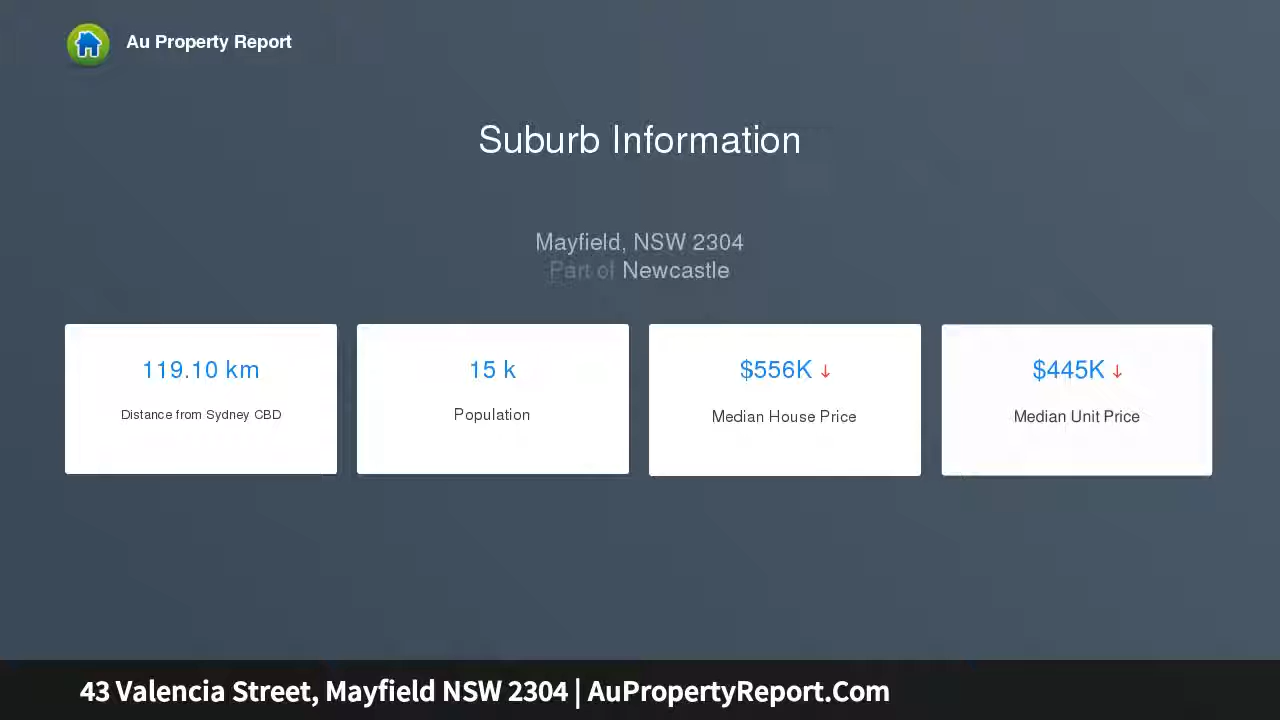 Au Property Report
Suburb Information
Mayfield, NSW 2304
Part of Newcastle
119.10 km
Distance from Sydney CBD
15 k
Population
$556K ↓
Median House Price
$445K ↓
Median Unit Price
43 Valencia Street, Mayfield NSW 2304 | AuPropertyReport.Com